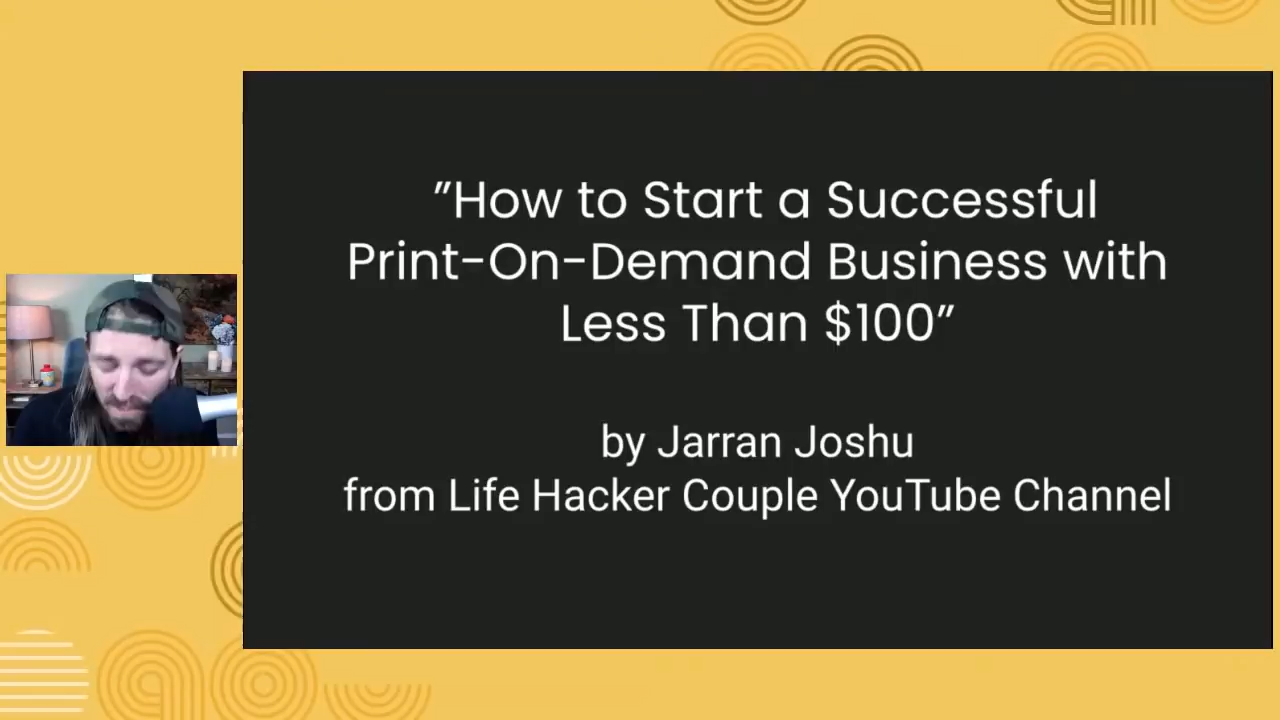 ”How to Start a Successful
Print-On-Demand Business with
Less Than $100”
by Jarran Joshu
from Life Hacker Couple YouTube Channel